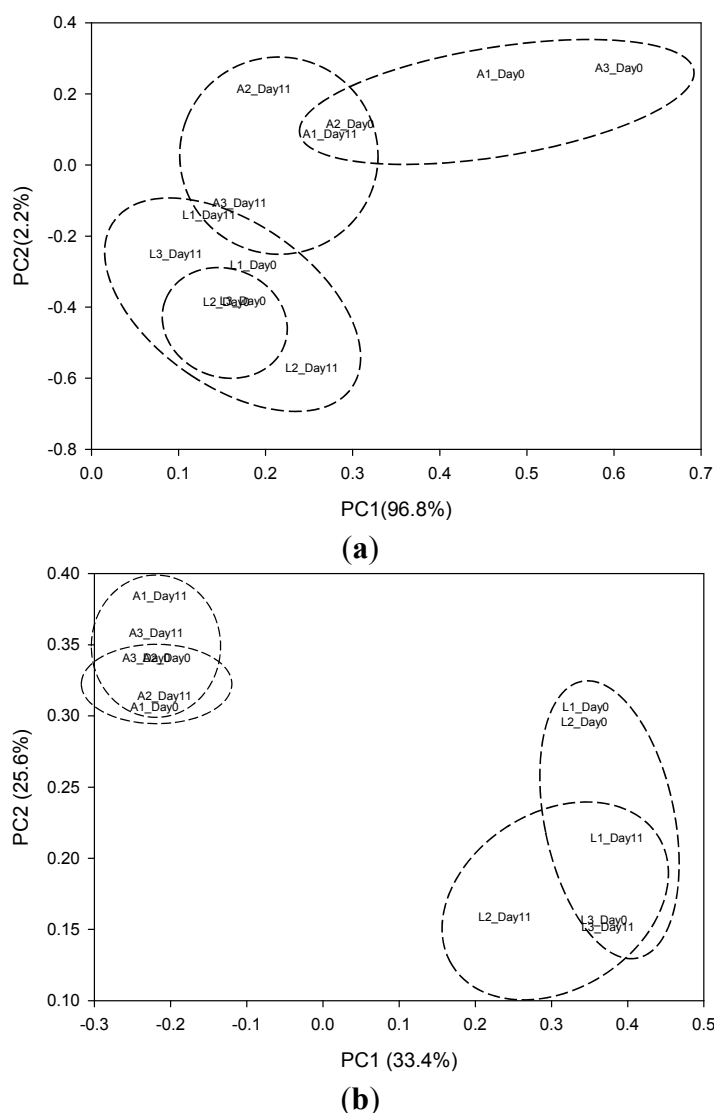 0.4
A2_Day11
A1_Day0
A3_Day0
0.2
A2_Day0
A1_Day11
0.0
A3_Day11
L1_Day11
-0.2
L3_Day11
L1_Day0
L2_Day0
L3_Day0
-0.4
L2_Day11
-0.6
-0.8
PC2(2.2%)
0.0 0.1 0.2 0.3 0.4 0.5 0.6 0.7
PC1(96.8%)
(a)
0.40
A1_Day11
A3_Day11
0.35
A3_Day0
A2_Day0
A2_Day11
A1_Day0
0.30
L1_Day0
L2_Day0
0.25
L1_Day11
0.20
L2_Day11
L3_Day0
L3_Day11
0.15
0.10
PC2 (25.6%)
-0.3 -0.2 -0.1 0.0 0.1 0.2 0.3 0.4 0.5
PC1 (33.4%)
(b)